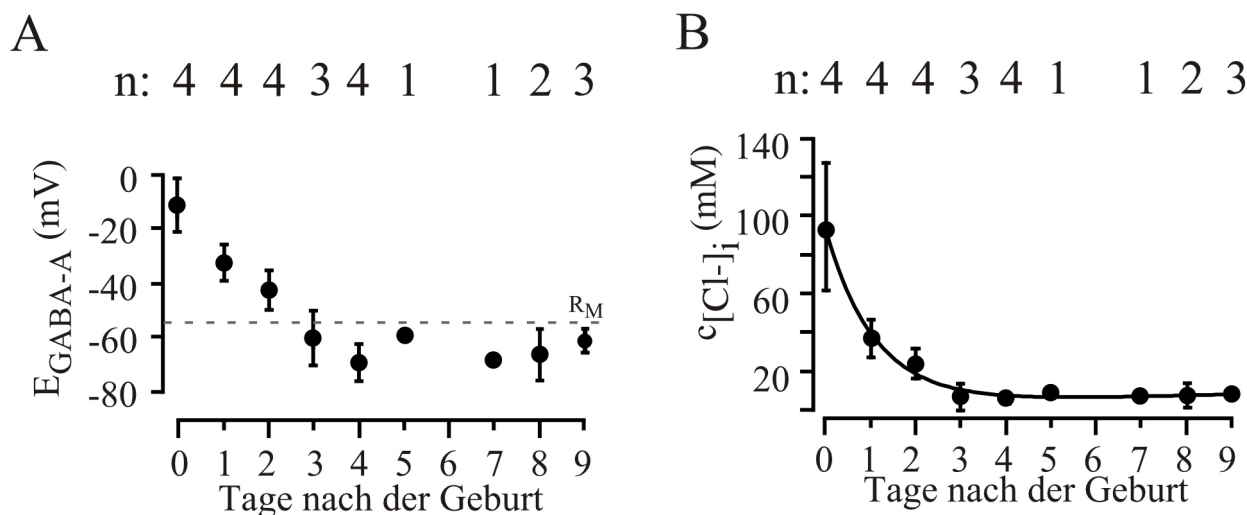 A
n: 4 4 4 3 4 1 1 2 3
E GABA-A (mV)
0
-20
-40
-60
-80
RM
0 1 2 3 4 5 6 7 8 9
Tage nach der Geburt
B
n: 4 4 4 3 4 1 1 2 3
c[Cl-]i (mM)
140
100
60
20
0 1 2 3 4 5 6 7 8 9
Tage nach der Geburt